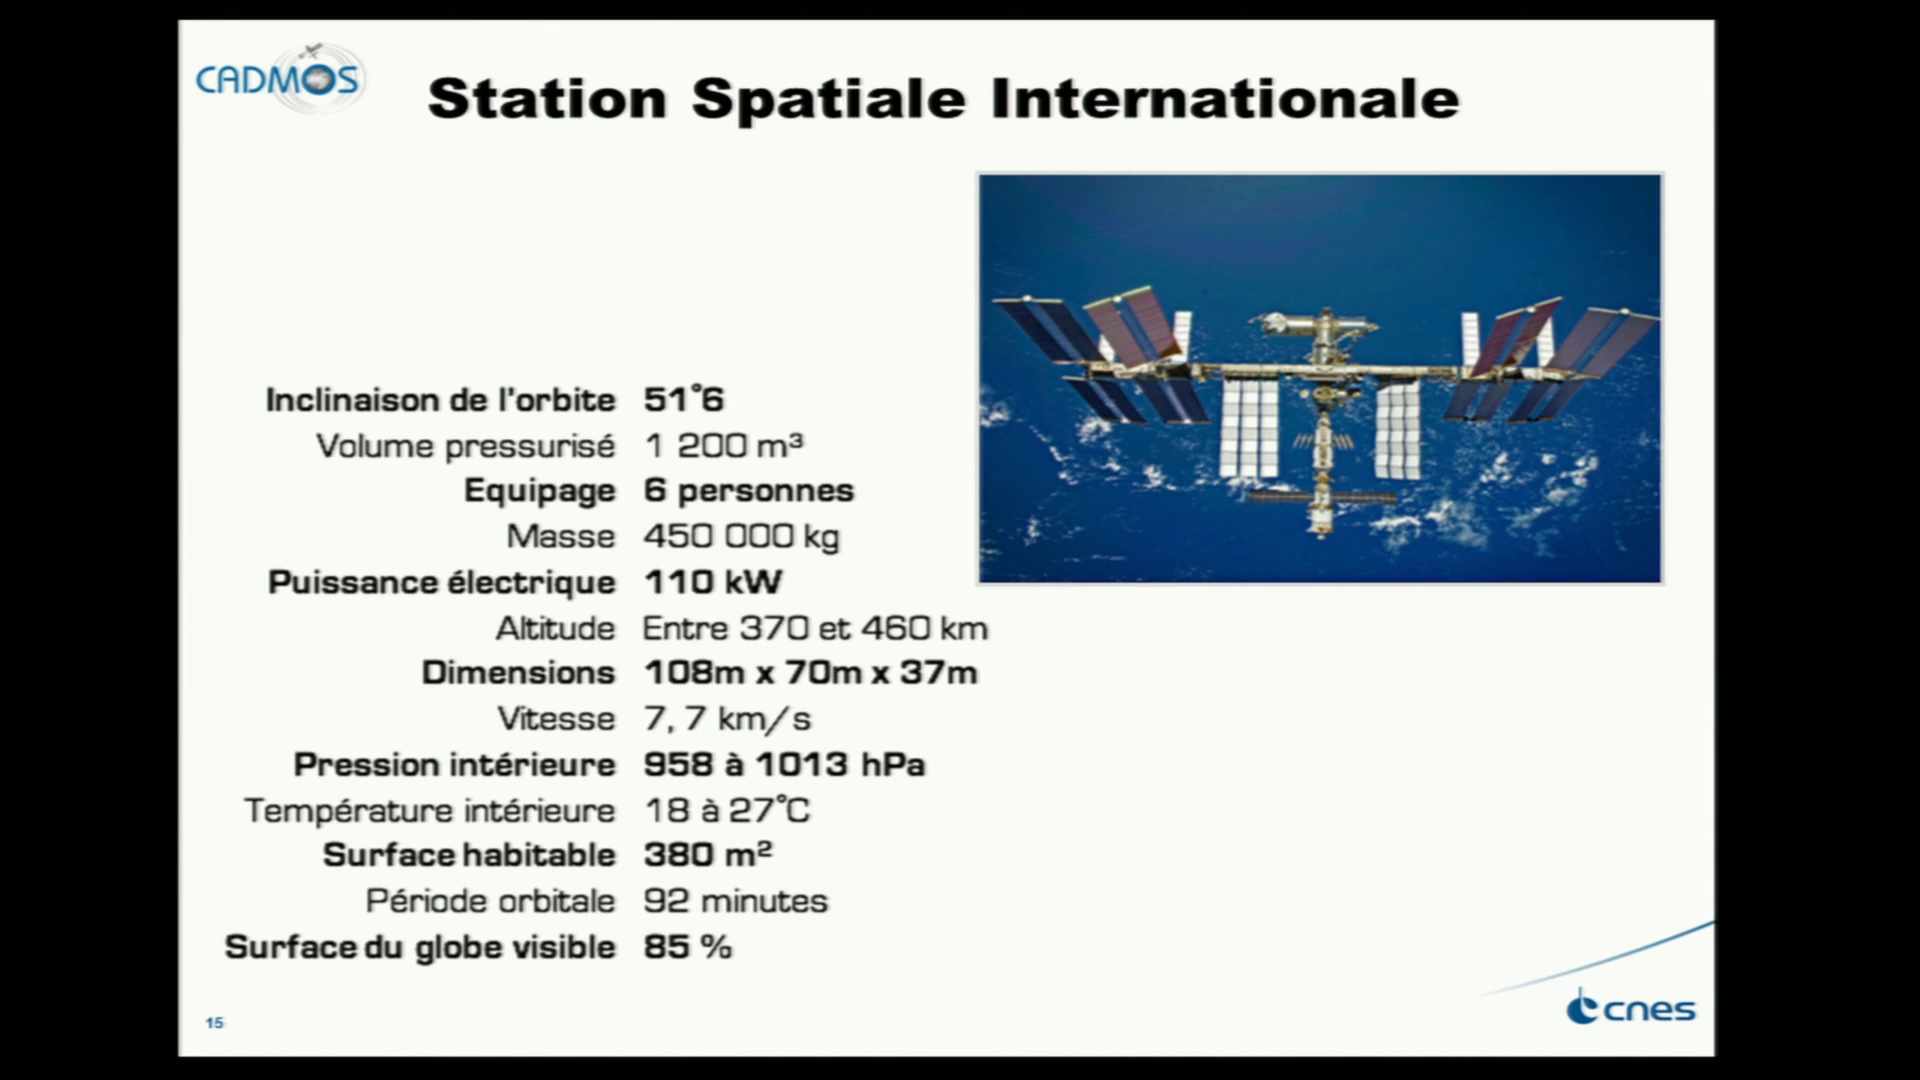 CADMOS
Station Spatiale Internationale
Inclinaison de l'orbite 51°6
Volume pressurisé 1 200 m³
Equipage 6 personnes
Masse 450 000 kg
Puissance électrique 110 kW
Altitude Entre 370 et 460 km
Dimensions 108m x 70m x 37m
Vitesse 7, 7 km/s
Pression intérieure 958 à 1013 hPa
Température intérieure 18 à 27°C
Surface habitable 380 m²
Période orbitale 92 minutes
Surface du globe visible 85 %
15
cnes